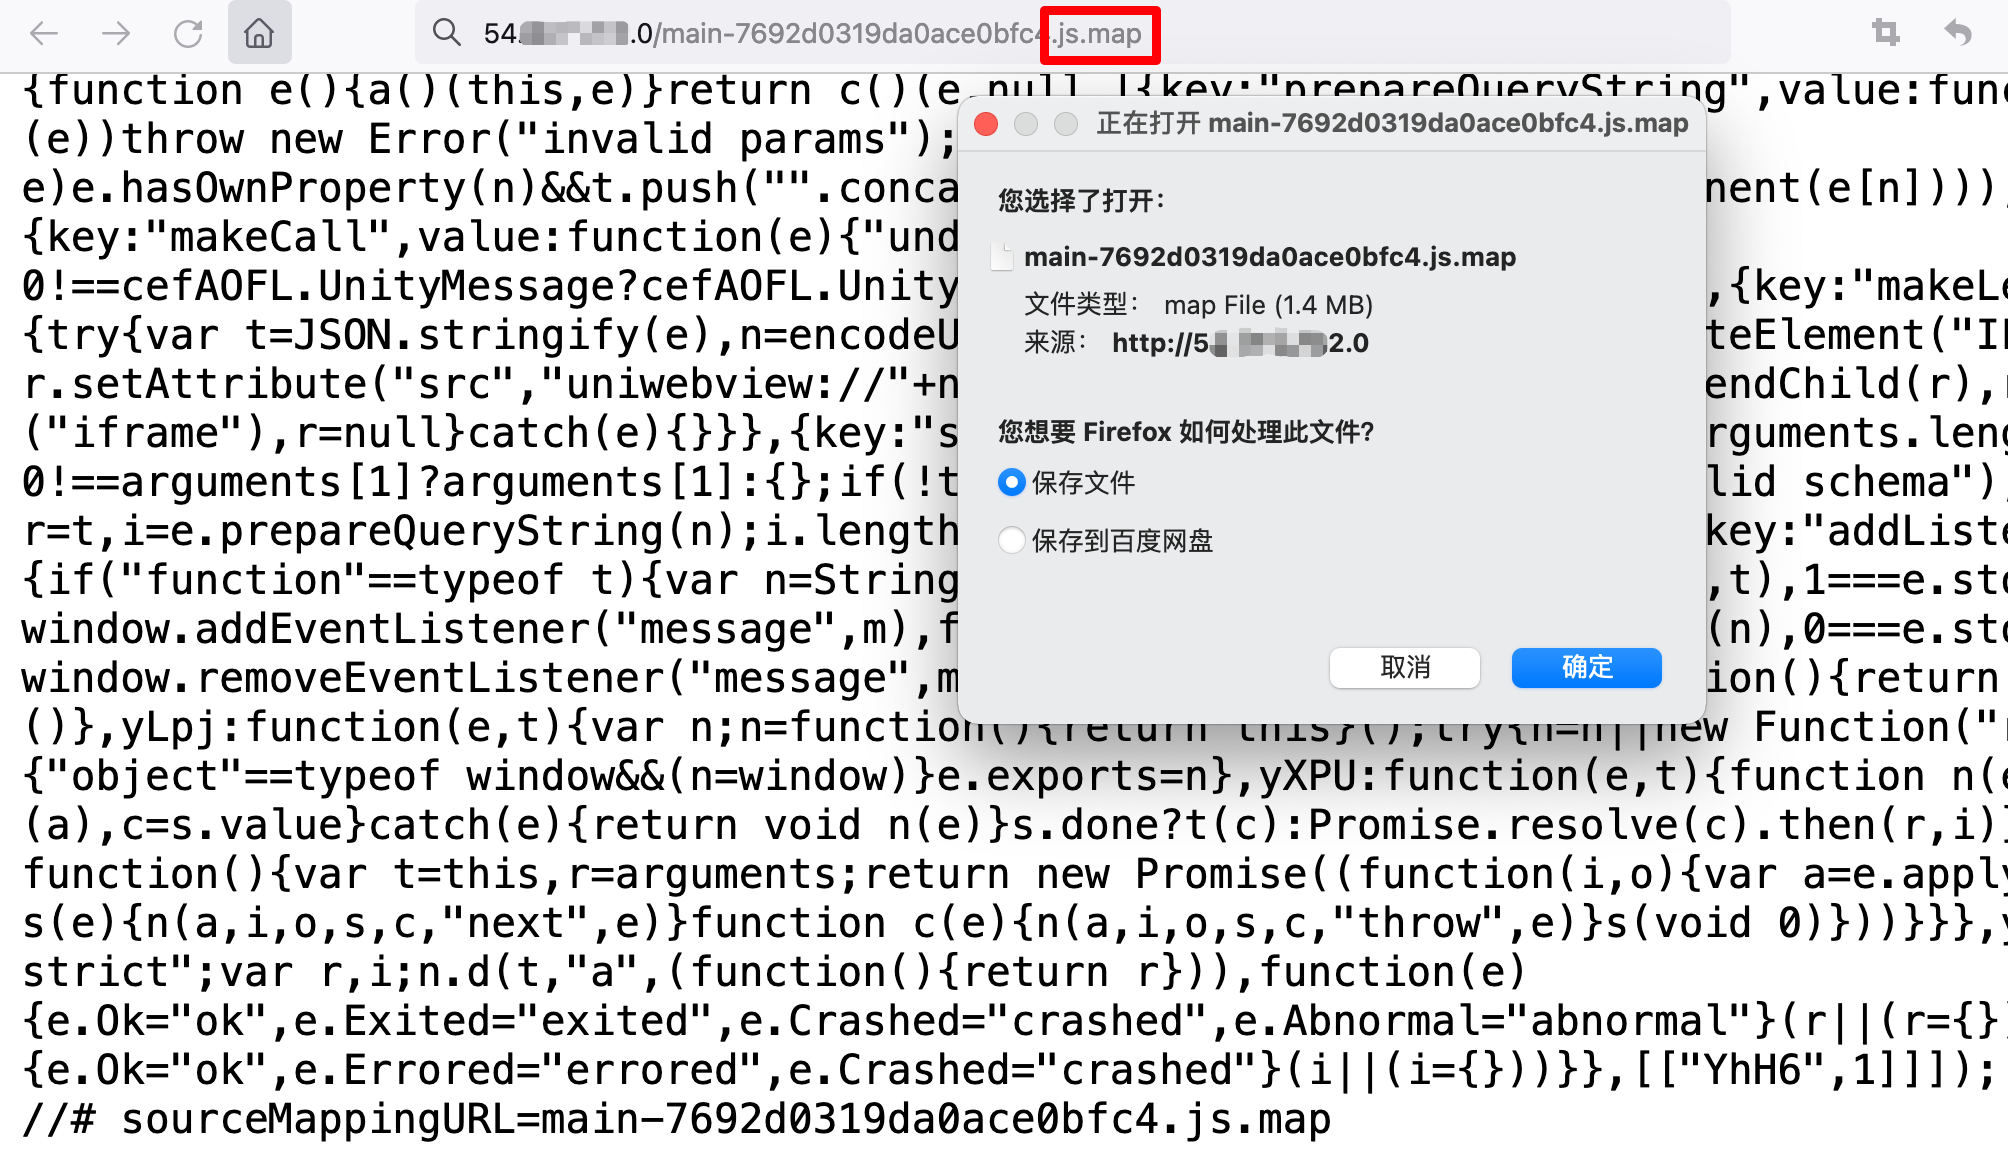 54. .0/main-7692d0319da0ace0bfc4.js.map
{function e(){a()(this,e)}return c()(e,null,[{key:"prepareQueryString",value:func
(e))throw new Error("invalid params");
e)e.hasOwnProperty(n)&&t.push("".conca nent(e[n])))
{key:"makeCall",value:function(e){"und
0!==cefAOFL.UnityMessage?cefAOFL.Unity ,{key:"makeLe
{try{var t=JSON.stringify(e),n=encodeU teElement("I
r.setAttribute("src","uniwebview://"+n endChild(r),
("iframe"),r=null}catch(e){}}},{key:"s rguments.leng
0!==arguments[1]?arguments[1]:{};if(!t lid schema")
r=t,i=e.prepareQueryString(n);i.length key:"addListe
{if("function"==typeof t){var n=String ,t),1===e.sto
window.addEventListener("message",m),f (n),0===e.sto
window.removeEventListener("message",m ion(){return
()},yLpj:function(e,t){var n;n=function(){return this}();try{n=n||new Function("r
{"object"==typeof window&&(n=window)}e.exports=n},yXPU:function(e,t){function n(e
(a),c=s.value}catch(e){return void n(e)}s.done?t(c):Promise.resolve(c).then(r,i)}
function(){var t=this,r=arguments;return new Promise((function(i,o){var a=e.apply
s(e){n(a,i,o,s,c,"next",e)}function c(e){n(a,i,o,s,c,"throw",e)}s(void 0)}))}}},y
strict";var r,i;n.d(t,"a",(function(){return r})),function(e)
{e.Ok="ok",e.Exited="exited",e.Crashed="crashed",e.Abnormal="abnormal"}(r||(r={})
{e.Ok="ok",e.Errored="errored",e.Crashed="crashed"}(i||(i={}))}},[["YhH6",1]]]);
//# sourceMappingURL=main-7692d0319da0ace0bfc4.js.map
正在打开 main-7692d0319da0ace0bfc4.js.map
您选择了打开：
main-7692d0319da0ace0bfc4.js.map
文件类型： map File (1.4 MB)
来源： http://5 2.0
您想要 Firefox 如何处理此文件?
保存文件
保存到百度网盘
取消 确定